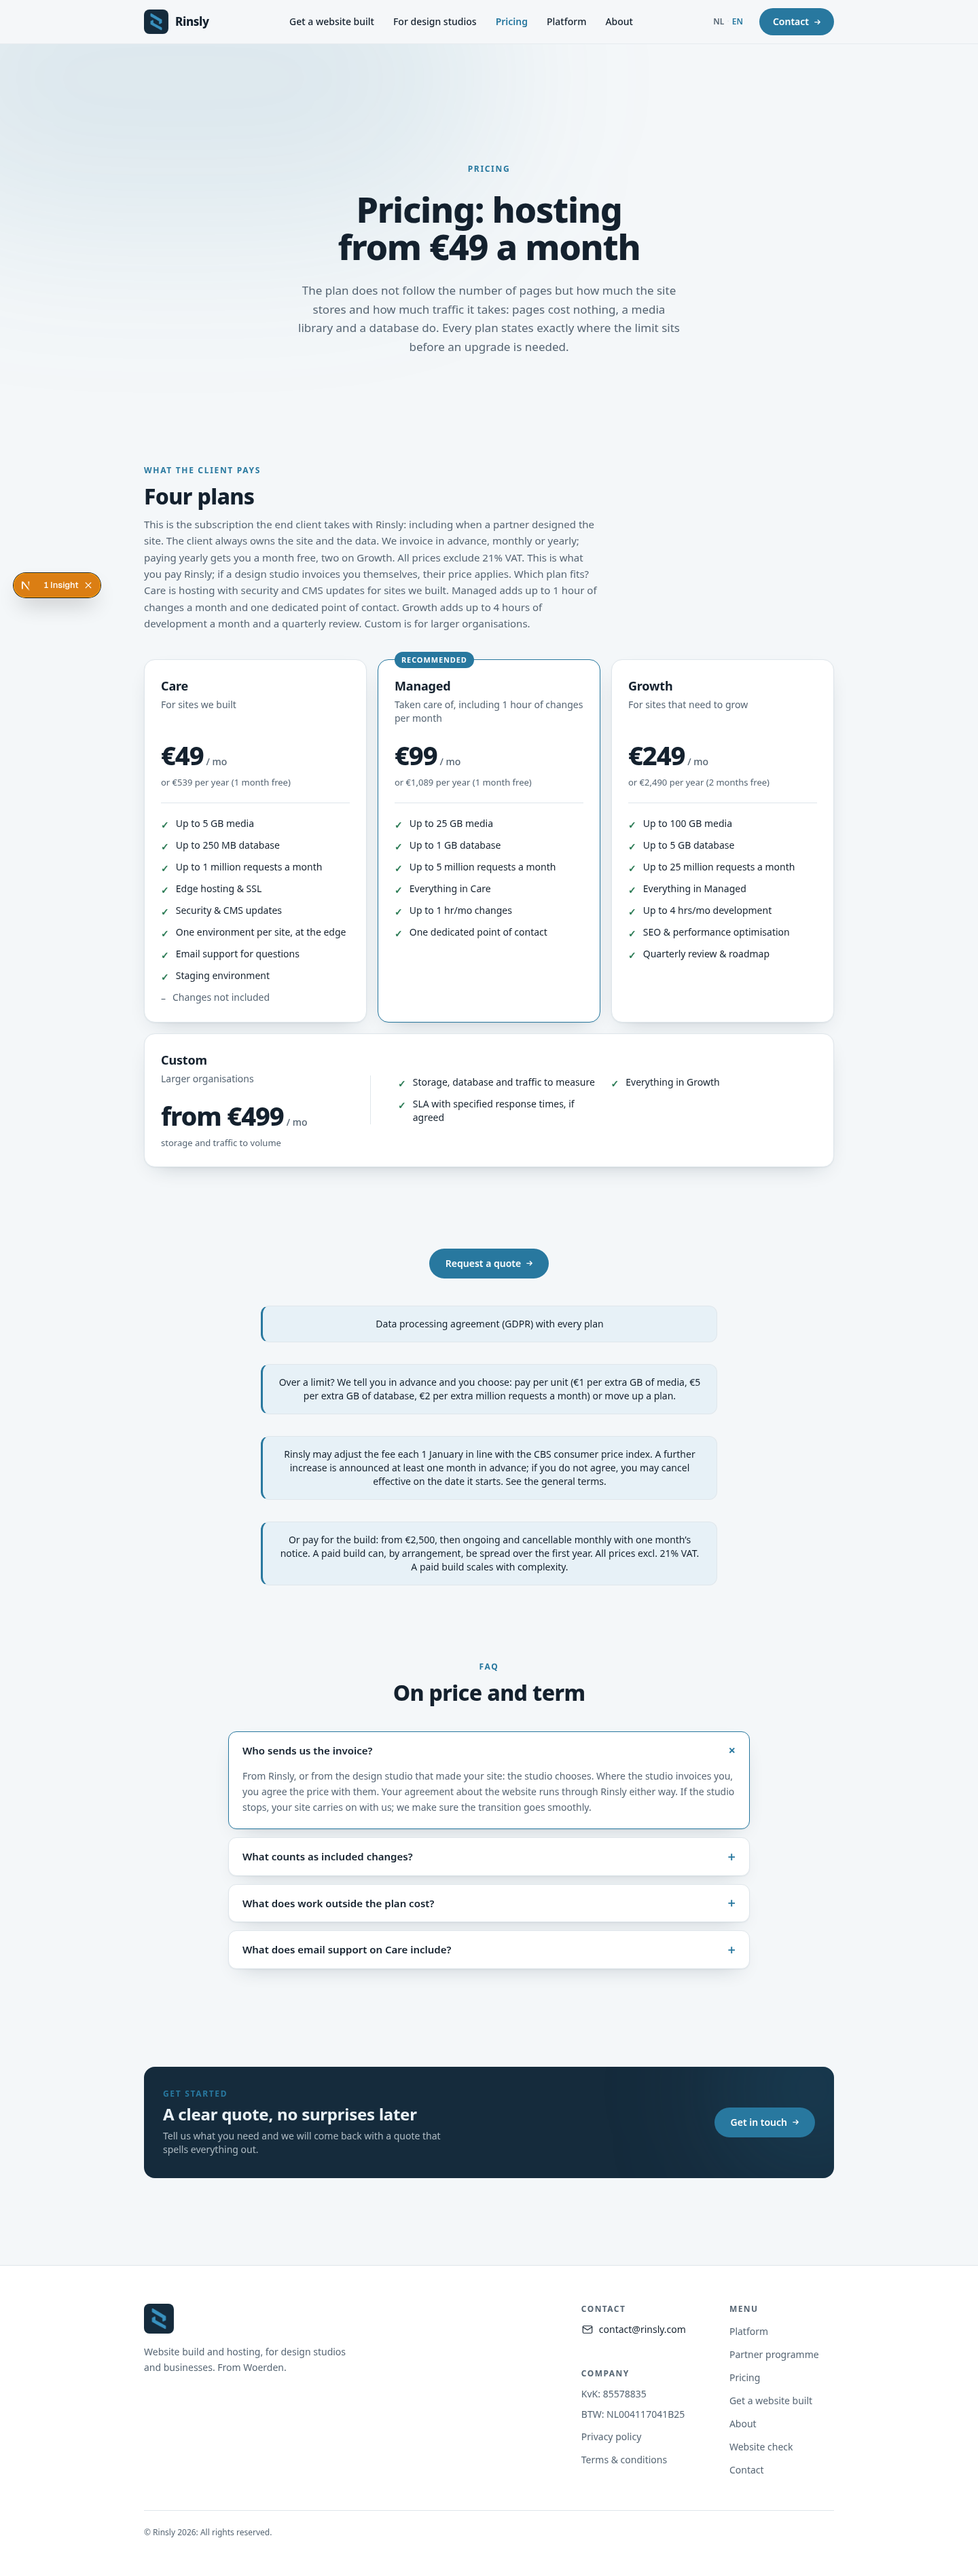 Rinsly
Get a website built
For design studios
Pricing
Platform
About
NL
EN
Contact →
PRICING
Pricing: hosting
from €49 a month
The plan does not follow the number of pages but how much the site
stores and how much traffic it takes: pages cost nothing, a media
library and a database do. Every plan states exactly where the limit sits
before an upgrade is needed.
WHAT THE CLIENT PAYS
Four plans
This is the subscription the end client takes with Rinsly: including when a partner designed the
site. The client always owns the site and the data. We invoice in advance, monthly or yearly;
paying yearly gets you a month free, two on Growth. All prices exclude 21% VAT. This is what
you pay Rinsly; if a design studio invoices you themselves, their price applies. Which plan fits?
Care is hosting with security and CMS updates for sites we built. Managed adds up to 1 hour of
changes a month and one dedicated point of contact. Growth adds up to 4 hours of
development a month and a quarterly review. Custom is for larger organisations.
1 Insight
Care
For sites we built
€49 / mo
or €539 per year (1 month free)
✓ Up to 5 GB media
✓ Up to 250 MB database
✓ Up to 1 million requests a month
✓ Edge hosting & SSL
✓ Security & CMS updates
✓ One environment per site, at the edge
✓ Email support for questions
✓ Staging environment
– Changes not included
RECOMMENDED
Managed
Taken care of, including 1 hour of changes
per month
€99 / mo
or €1,089 per year (1 month free)
✓ Up to 25 GB media
✓ Up to 1 GB database
✓ Up to 5 million requests a month
✓ Everything in Care
✓ Up to 1 hr/mo changes
✓ One dedicated point of contact
Growth
For sites that need to grow
€249 / mo
or €2,490 per year (2 months free)
✓ Up to 100 GB media
✓ Up to 5 GB database
✓ Up to 25 million requests a month
✓ Everything in Managed
✓ Up to 4 hrs/mo development
✓ SEO & performance optimisation
✓ Quarterly review & roadmap
Custom
Larger organisations
from €499 / mo
storage and traffic to volume
✓ Storage, database and traffic to measure
✓ Everything in Growth
✓ SLA with specified response times, if
agreed
Request a quote →
Data processing agreement (GDPR) with every plan
Over a limit? We tell you in advance and you choose: pay per unit (€1 per extra GB of media, €5
per extra GB of database, €2 per extra million requests a month) or move up a plan.
Rinsly may adjust the fee each 1 January in line with the CBS consumer price index. A further
increase is announced at least one month in advance; if you do not agree, you may cancel
effective on the date it starts. See the general terms.
Or pay for the build: from €2,500, then ongoing and cancellable monthly with one month’s
notice. A paid build can, by arrangement, be spread over the first year. All prices excl. 21% VAT.
A paid build scales with complexity.
FAQ
On price and term
Who sends us the invoice?
From Rinsly, or from the design studio that made your site: the studio chooses. Where the studio invoices you,
you agree the price with them. Your agreement about the website runs through Rinsly either way. If the studio
stops, your site carries on with us; we make sure the transition goes smoothly.
What counts as included changes?
What does work outside the plan cost?
What does email support on Care include?
GET STARTED
A clear quote, no surprises later
Tell us what you need and we will come back with a quote that
spells everything out.
Get in touch →
Website build and hosting, for design studios
and businesses. From Woerden.
CONTACT
contact@rinsly.com
COMPANY
KvK: 85578835
BTW: NL004117041B25
Privacy policy
Terms & conditions
MENU
Platform
Partner programme
Pricing
Get a website built
About
Website check
Contact
© Rinsly 2026: All rights reserved.